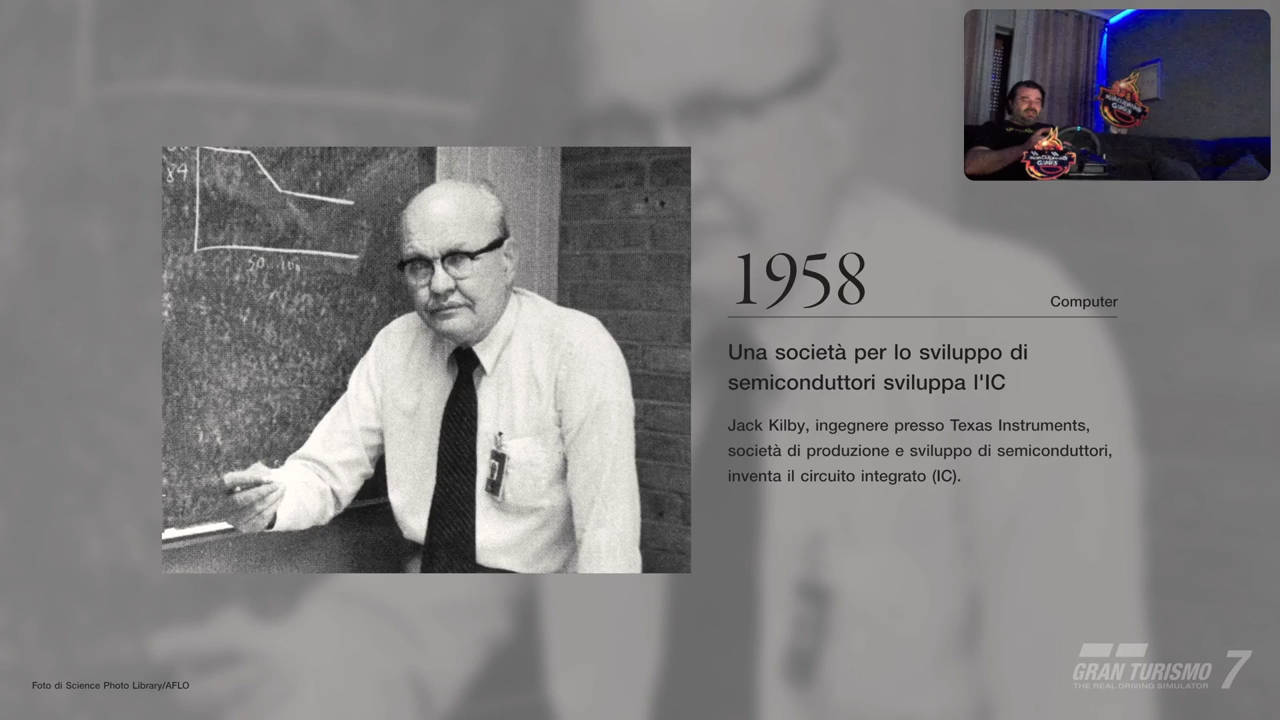 84
50
1958
Computer
Una società per lo sviluppo di
semiconduttori sviluppa l'IC
Jack Kilby, ingegnere presso Texas Instruments,
società di produzione e sviluppo di semiconduttori,
inventa il circuito integrato (IC).
Foto di Science Photo Library/AFLO
GRAN TURISMO 7
THE REAL DRIVING SIMULATOR